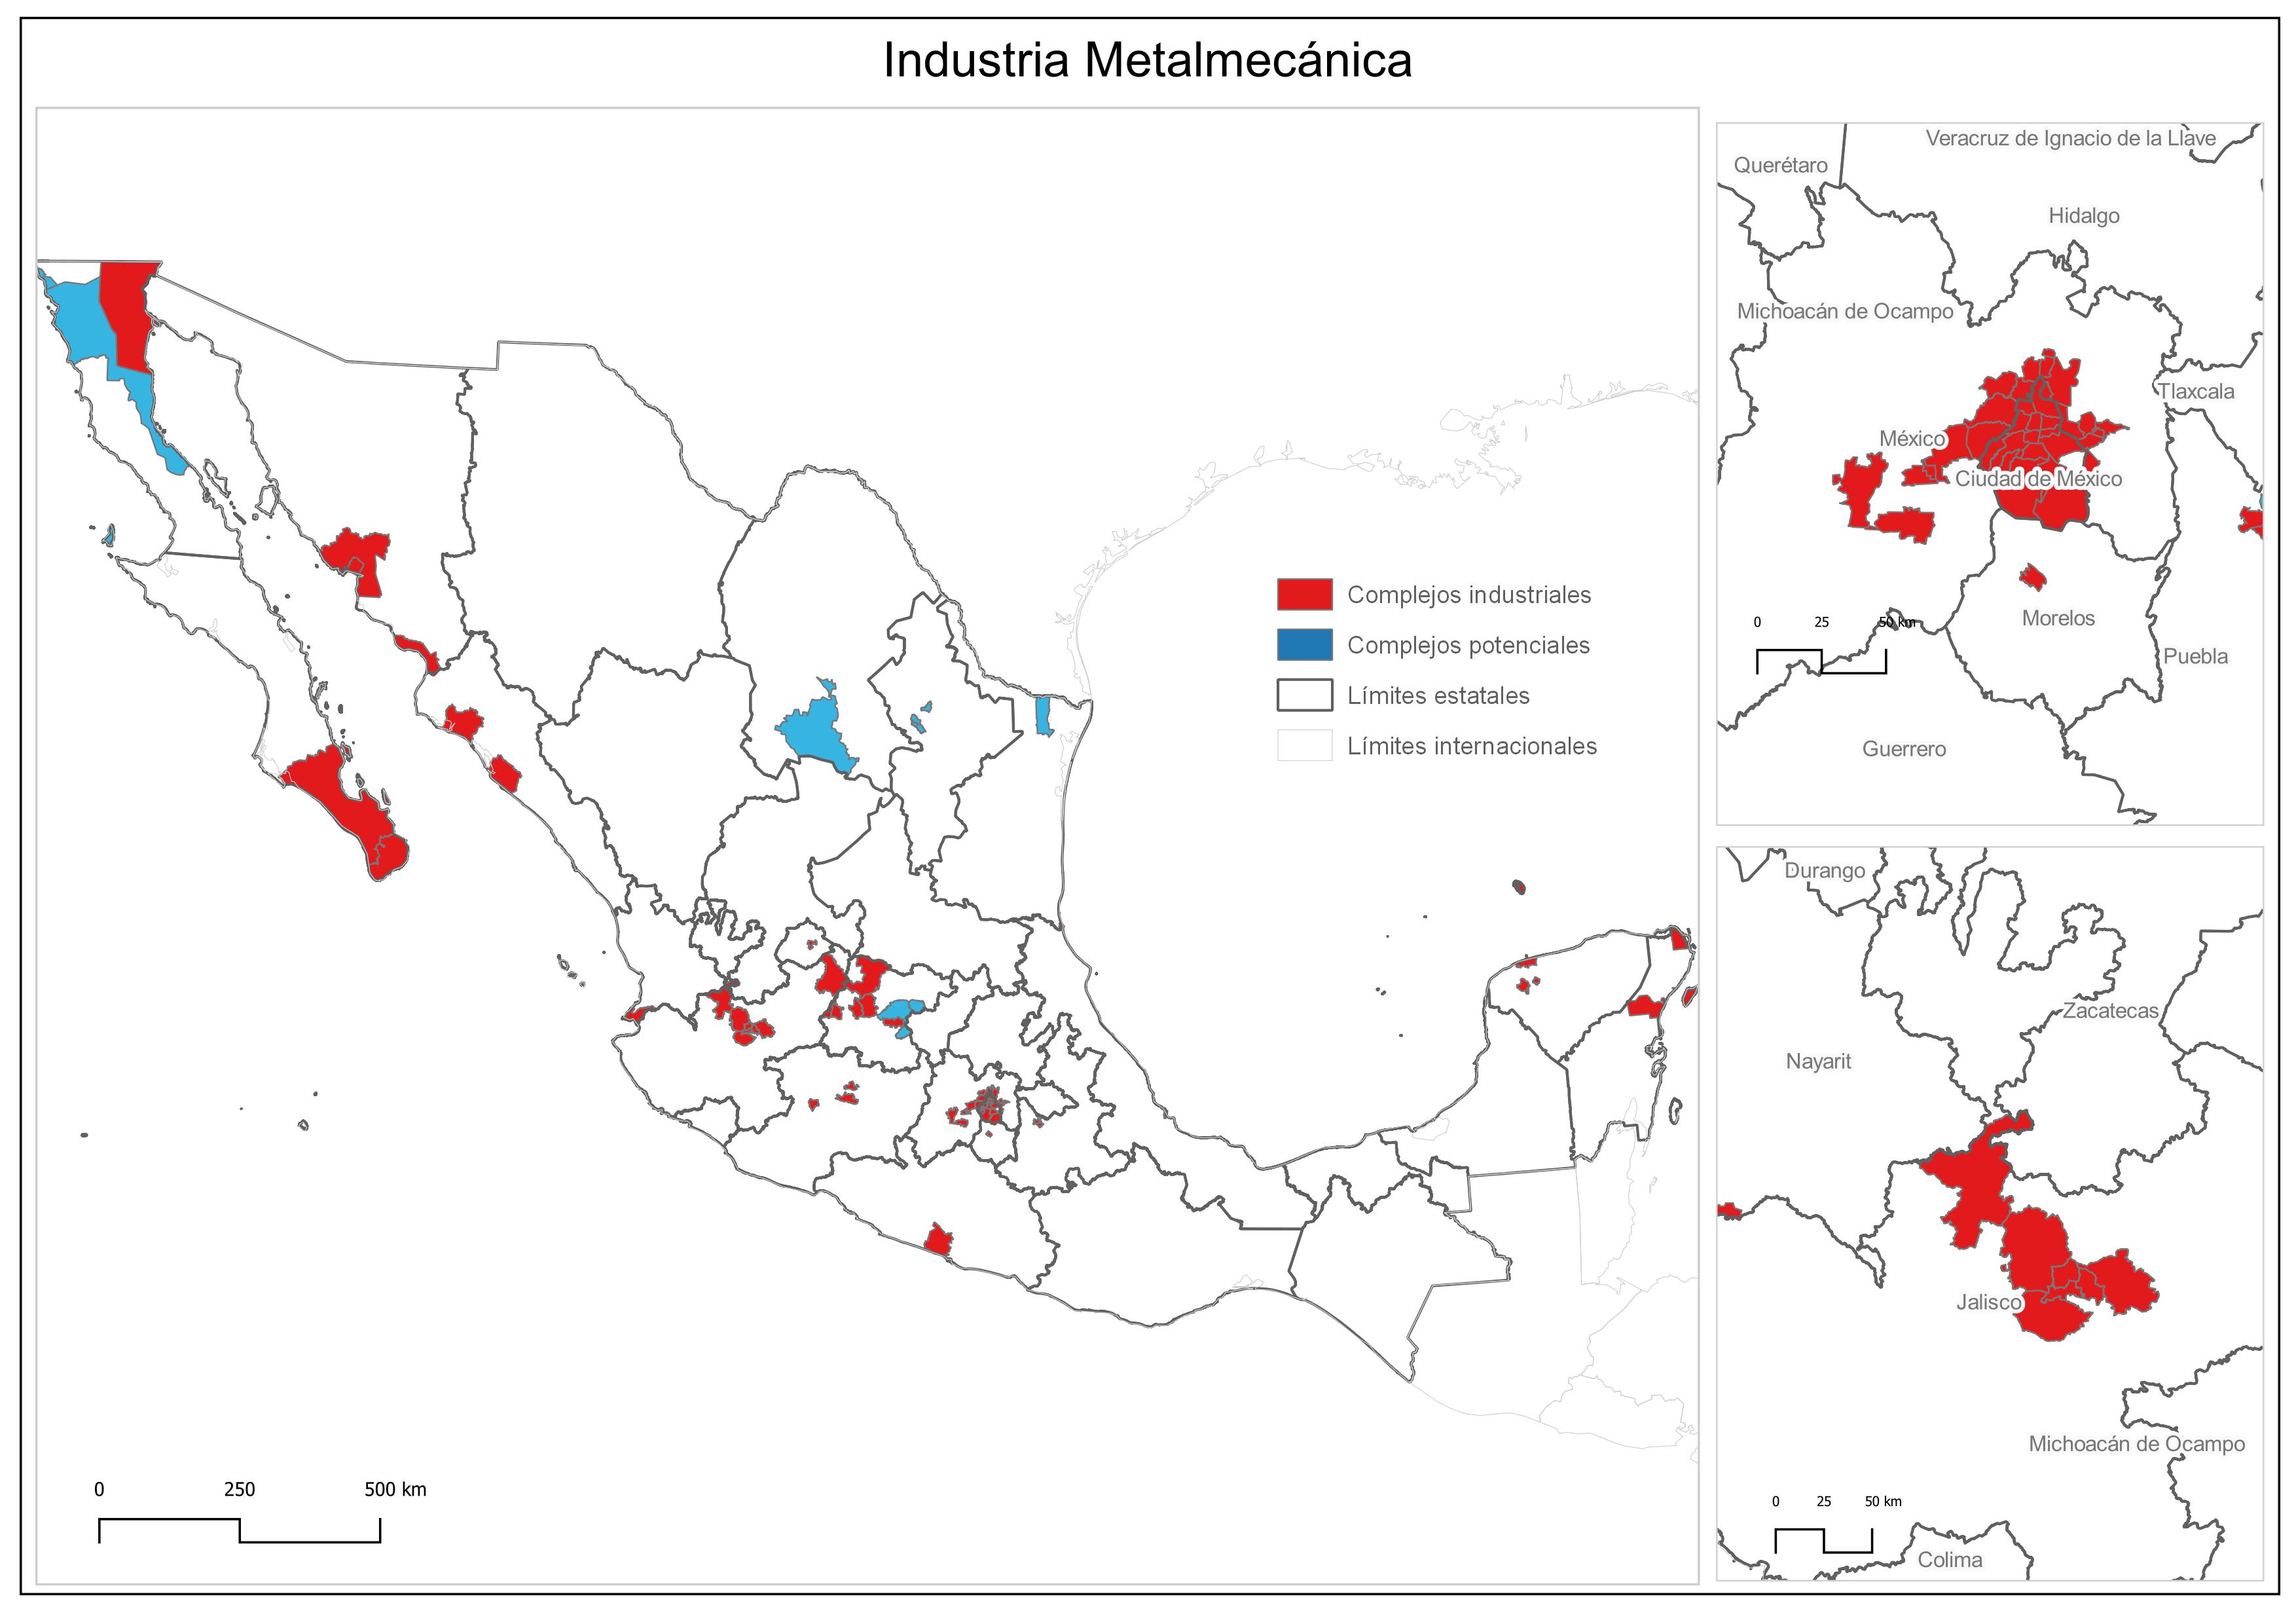 Industria Metalmecánica
Complejos industriales
Complejos potenciales
Límites estatales
Límites internacionales
0 250 500 km
Veracruz de Ignacio de la Llave
Querétaro
Hidalgo
Michoacán de Ocampo
Tlaxcala
México
Ciudad de México
Morelos
0 25 50 km
Puebla
Guerrero
Durango
Zacatecas
Nayarit
Jalisco
Michoacán de Ocampo
0 25 50 km
Colima